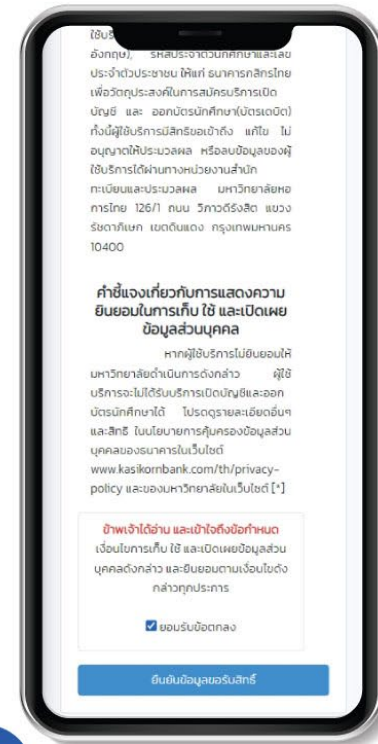 อังกฤษ), รหัสประจำตัวนักศึกษาและเลข
ประจำตัวประชาชน ให้แก่ ธนาคารกสิกรไทย
เพื่อวัตถุประสงค์ในการสมัครบริการเปิด
บัญชี และ ออกบัตรนักศึกษา(บัตรเดบิต)
ทั้งนี้ผู้ใช้บริการมีสิทธิขอเข้าถึง แก้ไข ไม่
อนุญาตให้ประมวลผล หรือลบข้อมูลของผู้
ใช้บริการได้ผ่านทางหน่วยงานสำนัก
ทะเบียนและประมวลผล มหาวิทยาลัยหอ
การไทย 126/1 ถนน วิภาวดีรังสิต แขวง
รัชดาภิเษก เขตดินแดง กรุงเทพมหานคร
10400
คำชี้แจงเกี่ยวกับการแสดงความ
ยินยอมในการเก็บ ใช้ และเปิดเผย
ข้อมูลส่วนบุคคล
หากผู้ใช้บริการไม่ยินยอมให้
มหาวิทยาลัยดำเนินการดังกล่าว ผู้ใช้
บริการจะไม่ได้รับบริการเปิดบัญชีและออก
บัตรนักศึกษาได้ โปรดดูรายละเอียดอื่นๆ
และสิทธิ ในนโยบายการคุ้มครองข้อมูลส่วน
บุคคลของธนาคารในเว็บไซต์
www.kasikornbank.com/th/privacy-
policy และของมหาวิทยาลัยในเว็บไซต์ [*]
ข้าพเจ้าได้อ่าน และเข้าใจถึงข้อกำหนด
เงื่อนไขการเก็บ ใช้ และเปิดเผยข้อมูลส่วน
บุคคลดังกล่าว และยินยอมตามเงื่อนไขดัง
กล่าวทุกประการ
ยอมรับข้อตกลง
ยืนยันข้อมูลขอรับสิทธิ์